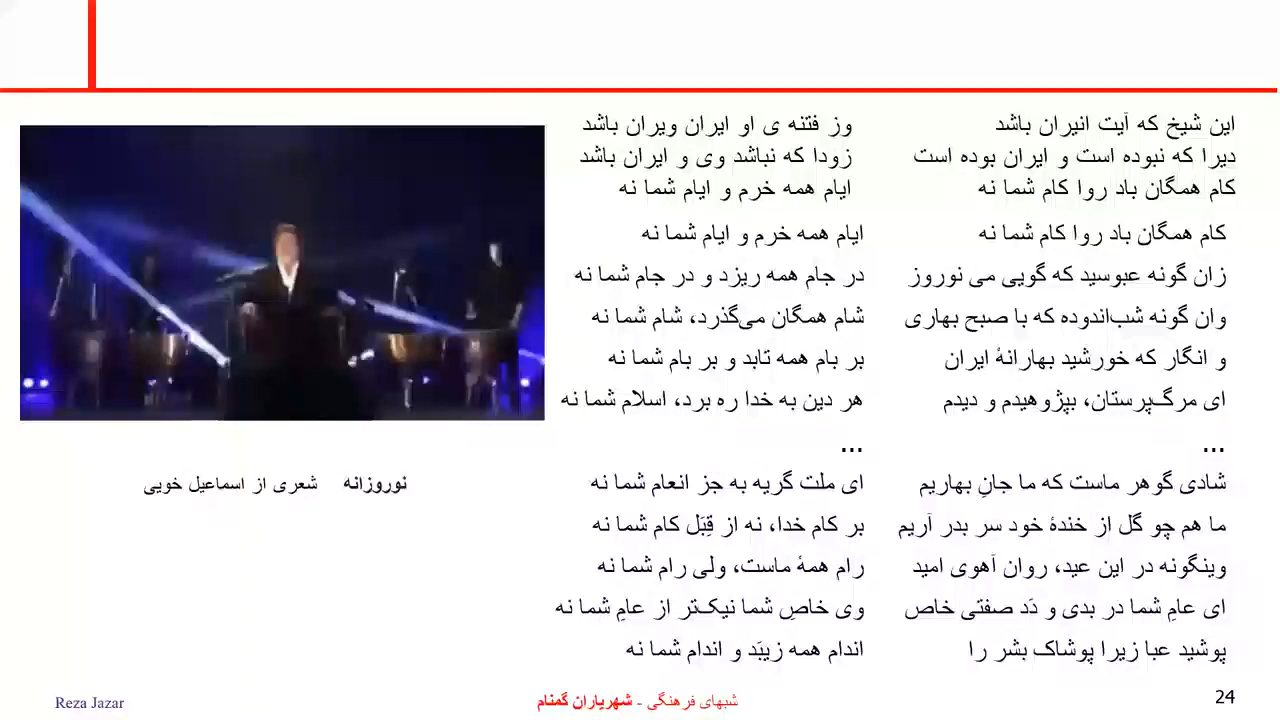 این شیخ که آیت انیران باشد وز فتنه ی او ایران ویران باشد
دیرا که نبوده است و ایران بوده است زودا که نباشد وی و ایران باشد
کام همگان باد روا کام شما نه ایام همه خرم و ایام شما نه
کام همگان باد روا کام شما نه ایام همه خرم و ایام شما نه
زان گونه عبوسید که گویی می نوروز در جام همه ریزد و در جام شما نه
وان گونه شب‌اندوده که با صبح بهاری شام همگان می‌گذرد، شام شما نه
و انگار که خورشید بهارانهٔ ایران بر بام همه تابد و بر بام شما نه
ای مرگ‌پرستان، بپژوهیدم و دیدم هر دین به خدا ره برد، اسلام شما نه
... ...
شادی گوهر ماست که ما جانِ بهاریم ای ملت گریه به جز انعام شما نه
ما هم چو گل از خندهٔ خود سر بدر آریم بر کام خدا، نه از قِبَل کام شما نه
وینگونه در این عید، روان آهوی امید رام همهٔ ماست، ولی رام شما نه
ای عامِ شما در بدی و دَد صفتی خاص وی خاصِ شما نیک‌تر از عامِ شما نه
پوشید عبا زیرا پوشاک بشر را اندام همه زیبَد و اندام شما نه
نوروزانه شعری از اسماعیل خویی
Reza Jazar
شبهای فرهنگی - شهریاران گمنام
24